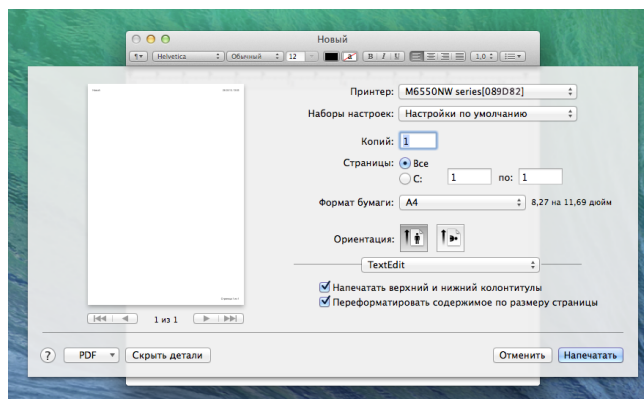 Новый
Helvetica Обычный 12 a B I U 1,0
Принтер: M6550NW series[089D82]
Наборы настроек: Настройки по умолчанию
Копий: 1
Страницы: Все
С: 1 по: 1
Формат бумаги: A4 8,27 на 11,69 дюйм
Ориентация:
TextEdit
Напечатать верхний и нижний колонтитулы
Переформатировать содержимое по размеру страницы
1 из 1
? PDF Скрыть детали Отменить Напечатать